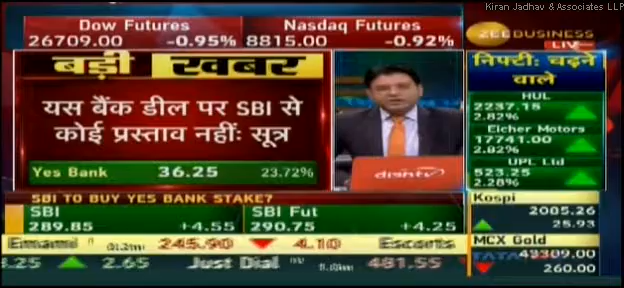 Kiran Jadhav & Associates LLP
Dow Futures
26709.00 -0.95%
Nasdaq Futures
8815.00 -0.92%
ZEE BUSINESS
LIVE
बड़ी खबर
यस बैंक डील पर SBI से
कोई प्रस्ताव नहीं: सूत्र
Yes Bank 36.25 23.72%
dishtv
निफ्टी: चढ़ने
वाले
HUL
2237.15
2.82%
Eicher Motors
17741.00
2.82%
UPL Ltd
523.25
2.28%
SBI TO BUY YES BANK STAKE?
SBI
289.85 +4.55
SBI Fut
290.75 +4.25
Kospi
2005.26
25.93
MCX Gold
43309.00
260.00
Emami 245.90 4.10 Escorts
2.65 Just Dial 481.55